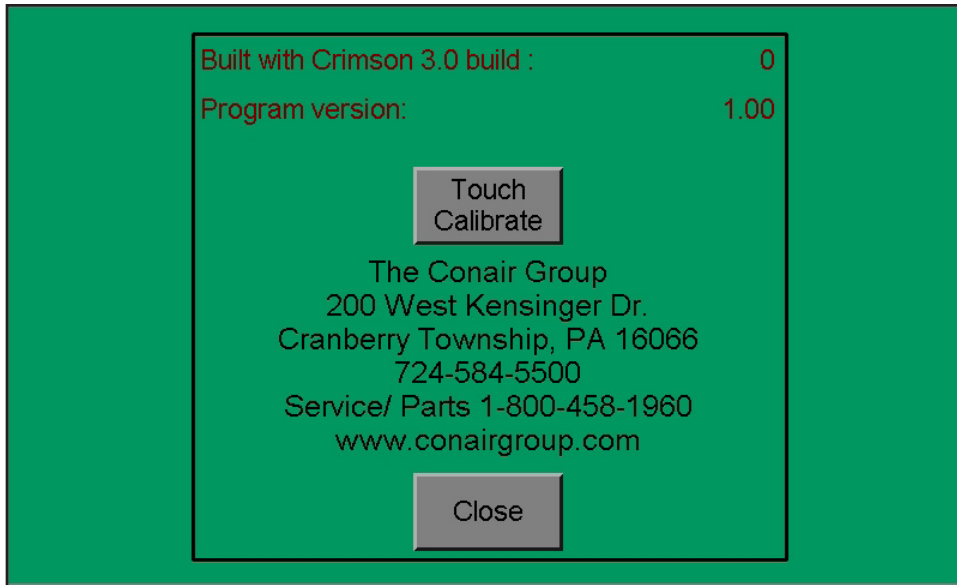 Built with Crimson 3.0 build : 0
Program version: 1.00
Touch
Calibrate
The Conair Group
200 West Kensinger Dr.
Cranberry Township, PA 16066
724-584-5500
Service/ Parts 1-800-458-1960
www.conairgroup.com
Close